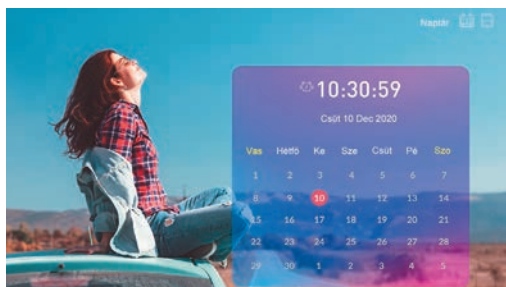 Naptár
10:30:59
Csüt 10 Dec 2020
Vas Hétfő Ke Sze Csüt Pé Szo
1 2 3 4 5 6 7
8 9 10 11 12 13 14
15 16 17 18 19 20 21
22 23 24 25 26 27 28
29 30 1 2 3 4 5